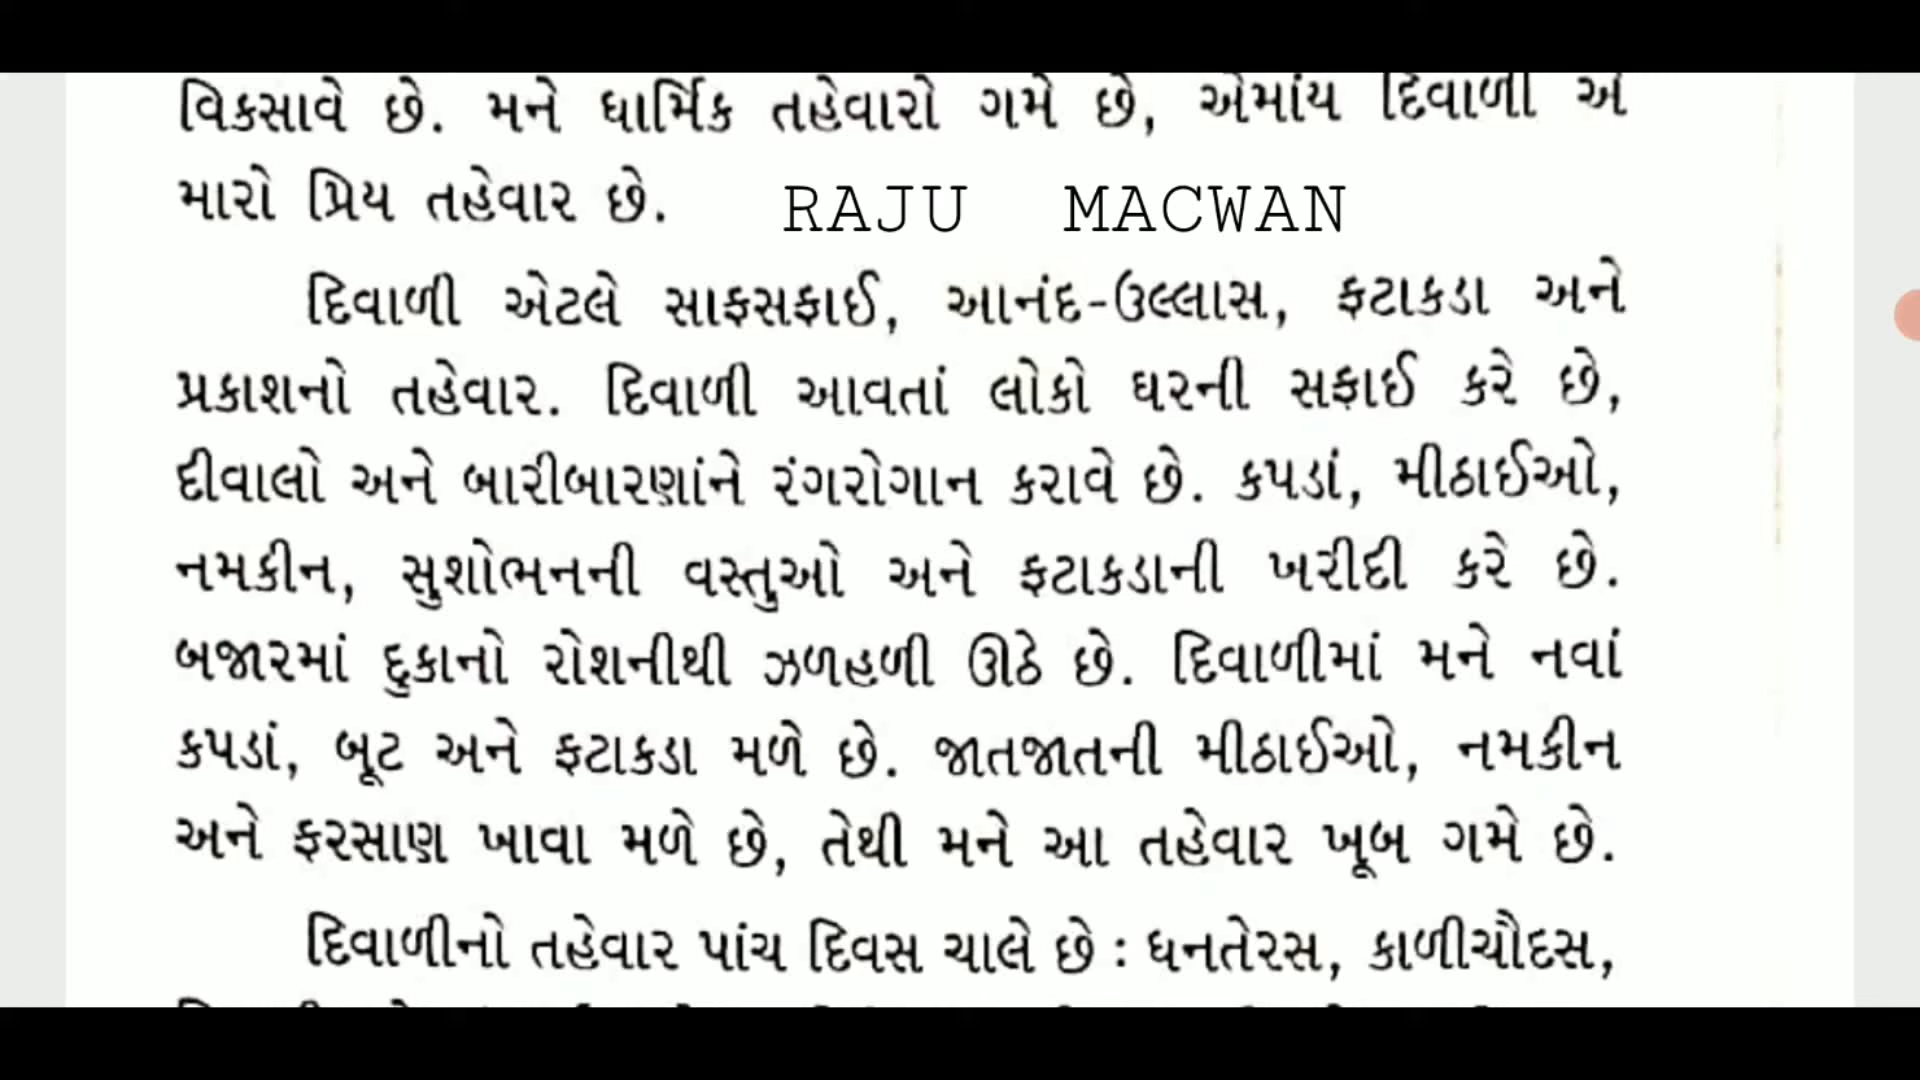 વિકસાવે છે. મને ધાર્મિક તહેવારો ગમે છે, એમાંય દિવાળી એ
મારો પ્રિય તહેવાર છે. RAJU MACWAN
દિવાળી એટલે સાફસફાઈ, આનંદ-ઉલ્લાસ, ફટાકડા અને
પ્રકાશનો તહેવાર. દિવાળી આવતાં લોકો ઘરની સફાઈ કરે છે,
દીવાલો અને બારીબારણાંને રંગરોગાન કરાવે છે. કપડાં, મીઠાઈઓ,
નમકીન, સુશોભનની વસ્તુઓ અને ફટાકડાની ખરીદી કરે છે.
બજારમાં દુકાનો રોશનીથી ઝળહળી ઊઠે છે. દિવાળીમાં મને નવાં
કપડાં, બૂટ અને ફટાકડા મળે છે. જાતજાતની મીઠાઈઓ, નમકીન
અને ફરસાણ ખાવા મળે છે, તેથી મને આ તહેવાર ખૂબ ગમે છે.
દિવાળીનો તહેવાર પાંચ દિવસ ચાલે છે : ધનતેરસ, કાળીચૌદસ,